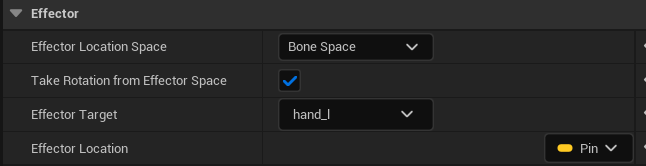 Effector
Effector Location Space Bone Space
Take Rotation from Effector Space
Effector Target hand_l
Effector Location Pin